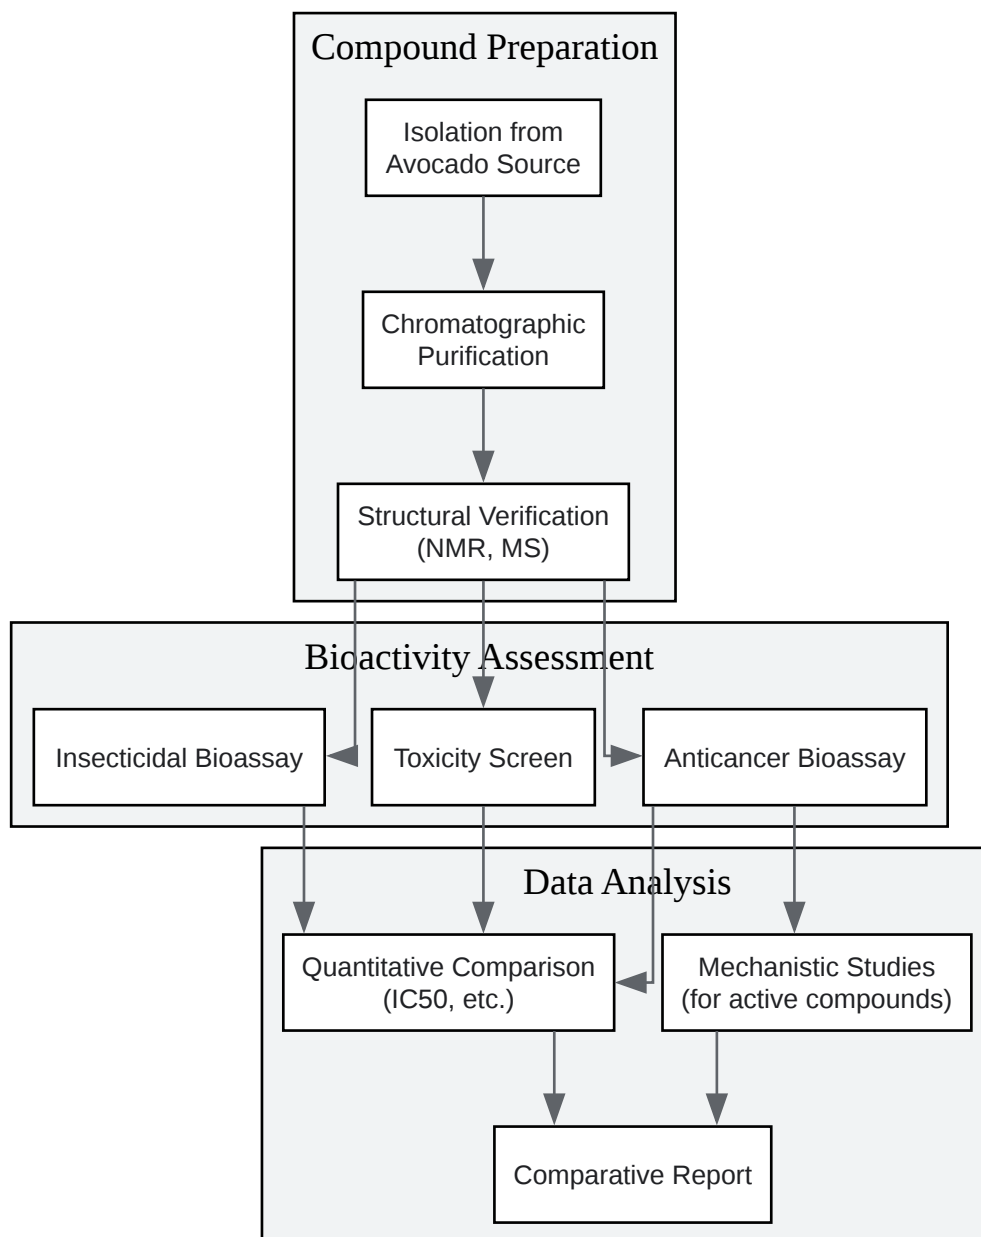 Compound Preparation
Isolation from
Avocado Source
Chromatographic
Purification
Structural Verification
(NMR, MS)
Bioactivity Assessment
Insecticidal Bioassay
Toxicity Screen
Anticancer Bioassay
Data Analysis
Quantitative Comparison
(IC50, etc.)
Mechanistic Studies
(for active compounds)
Comparative Report